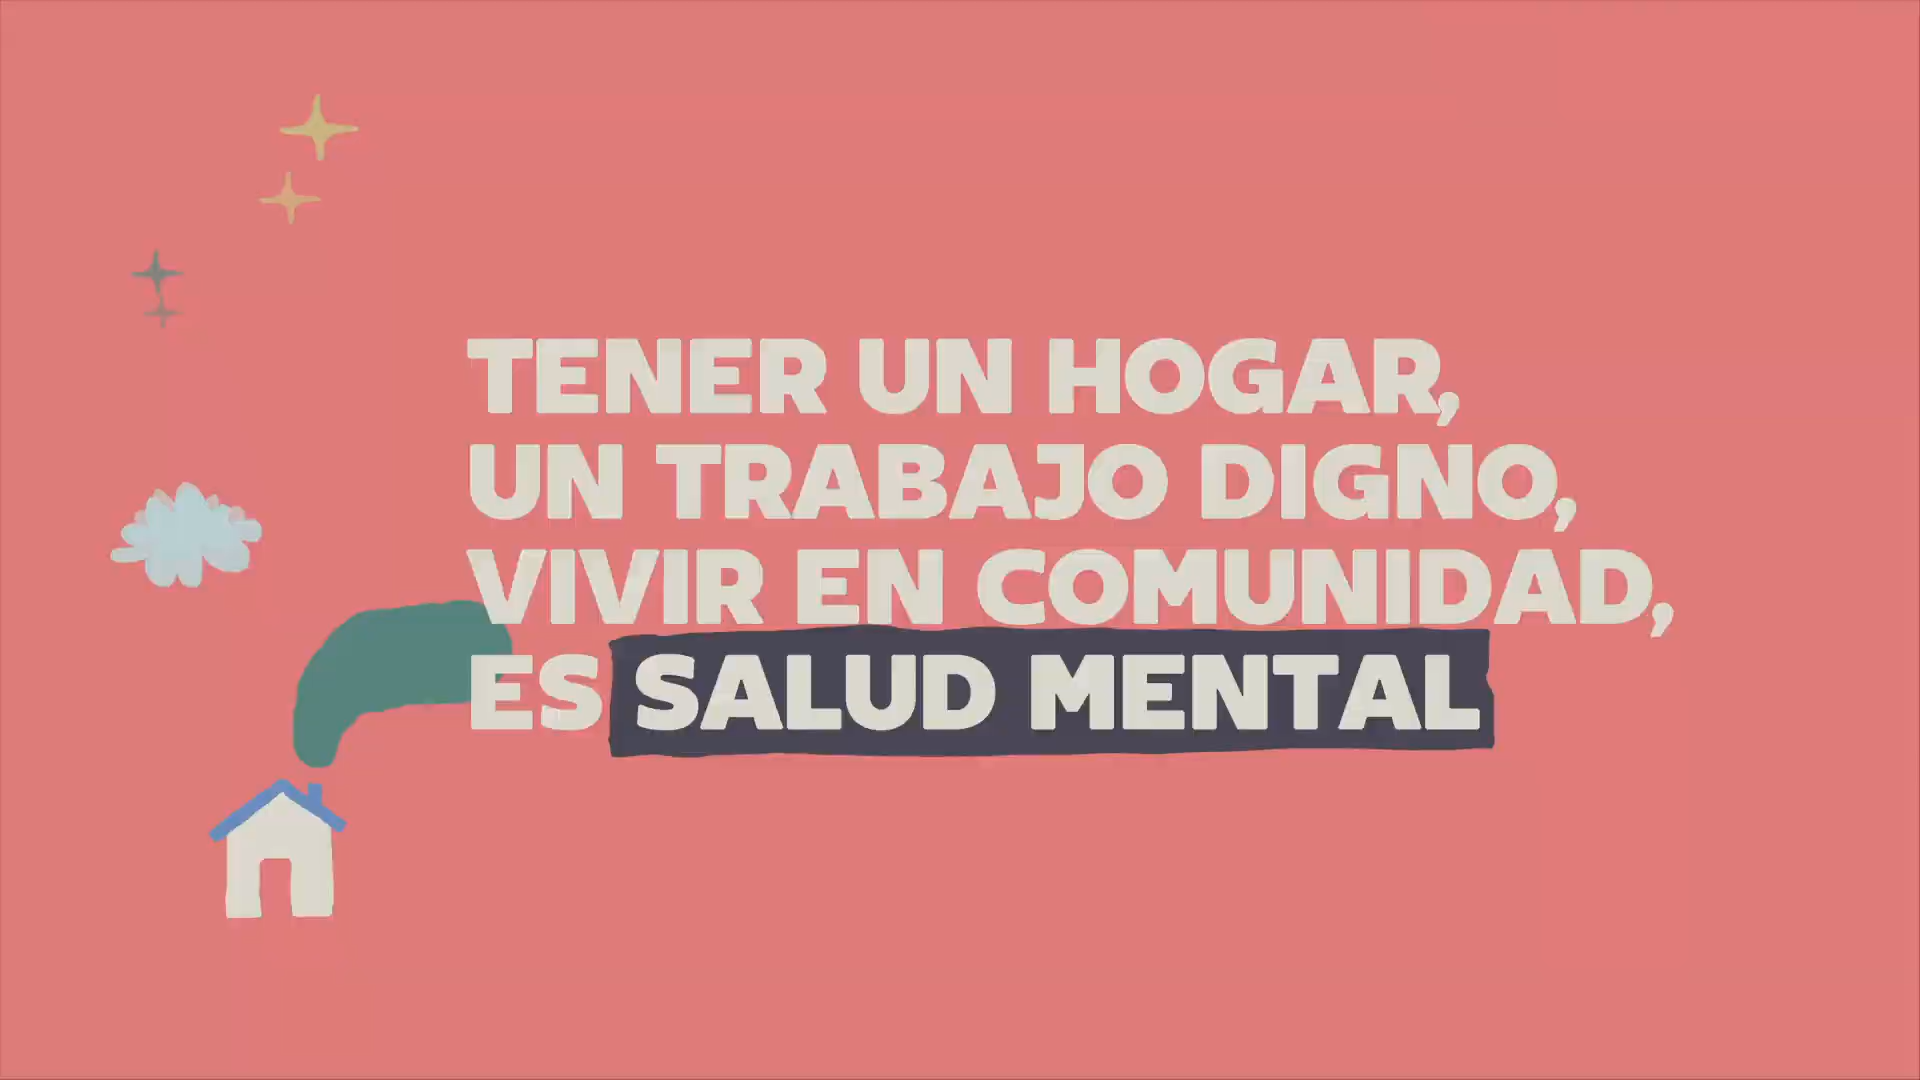 TENER UN HOGAR,
UN TRABAJO DIGNO,
VIVIR EN COMUNIDAD,
ES SALUD MENTAL